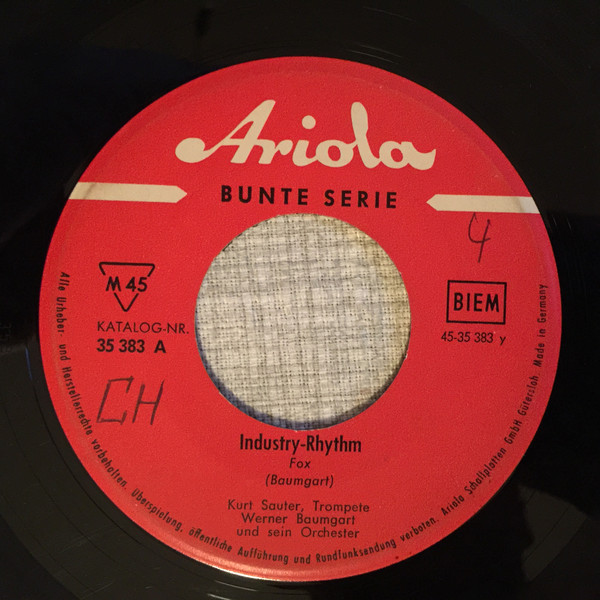 Ariola
BUNTE SERIE
4
M 45
KATALOG-NR.
35 383 A
CH
BIEM
45-35 383 y
Industry-Rhythm
Fox
(Baumgart)
Kurt Sauter, Trompete
Werner Baumgart
und sein Orchester
Alle Urheber- und Herstellerrechte vorbehalten. Überspielung, öffentliche Aufführung und Rundfunksendung verboten. Ariola Schallplatten GmbH Gütersloh. Made in Germany